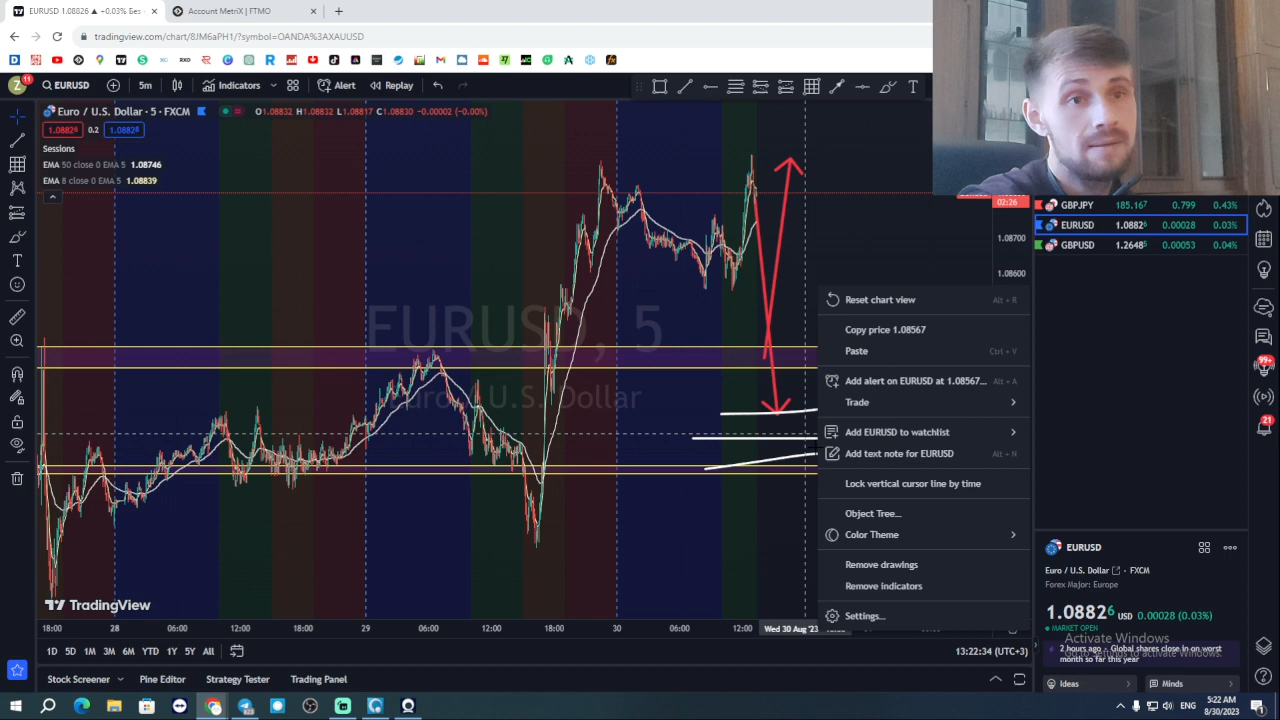 EURUSD 1.08826 ▲ +0.03% Без
Account MetriX | FTMO
tradingview.com/chart/8JM6aPH1/?symbol=OANDA%3AXAUUSD
Z 11 EURUSD 5m Indicators Alert Replay
Euro / U.S. Dollar · 5 · FXCM O1.08832 H1.08832 L1.08817 C1.08830 −0.00002 (−0.00%)
1.08826 0.2 1.08826
Sessions
EMA 50 close 0 EMA 5 1.08746
EMA 8 close 0 EMA 5 1.08839
02:26
1.08700
1.08600
EURUSD, 5
Euro / U.S. Dollar
GBPJPY 185.167 0.799 0.43%
EURUSD 1.08826 0.00028 0.03%
GBPUSD 1.26485 0.00053 0.04%
Reset chart view Alt + R
Copy price 1.08567
Paste Ctrl + V
Add alert on EURUSD at 1.08567... Alt + A
Trade
Add EURUSD to watchlist
Add text note for EURUSD Alt + N
Lock vertical cursor line by time
Object Tree...
Color Theme
Remove drawings
Remove indicators
Settings...
99+
21
TradingView
18:00 28 06:00 12:00 18:00 29 06:00 12:00 18:00 30 06:00 12:00 Wed 30 Aug '23
1D 5D 1M 3M 6M YTD 1Y 5Y All
13:22:34 (UTC+3)
Stock Screener Pine Editor Strategy Tester Trading Panel
EURUSD
Euro / U.S. Dollar · FXCM
Forex Major: Europe
1.08826 USD 0.00028 (0.03%)
MARKET OPEN
Activate Windows
Go to Settings to activate Windows.
2 hours ago · Global shares close in on worst
month so far this year
Ideas Minds
ENG
5:22 AM
8/30/2023